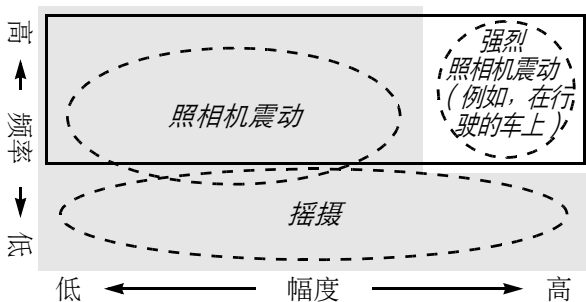 高
频率
低
强烈
照相机震动
（例如，在行
驶的车上）
照相机震动
摇摄
低
幅度
高